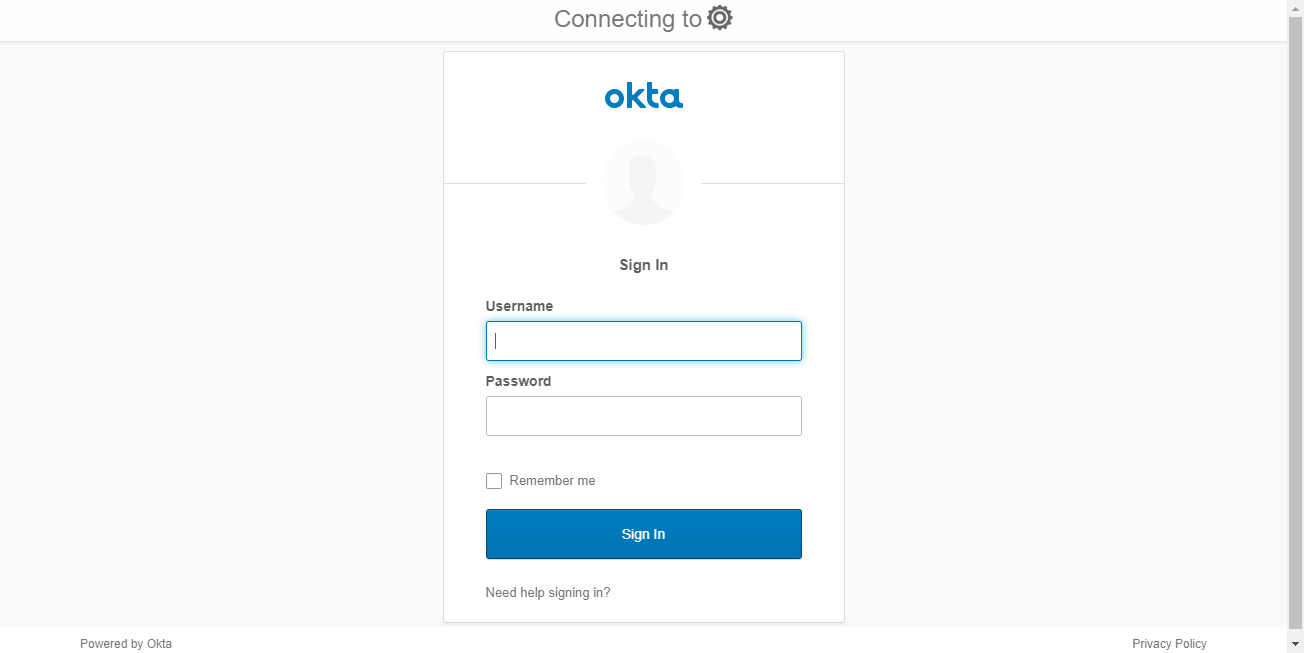 Connecting to
okta
Sign In
Username
Password
Remember me
Sign In
Need help signing in?
Powered by Okta
Privacy Policy